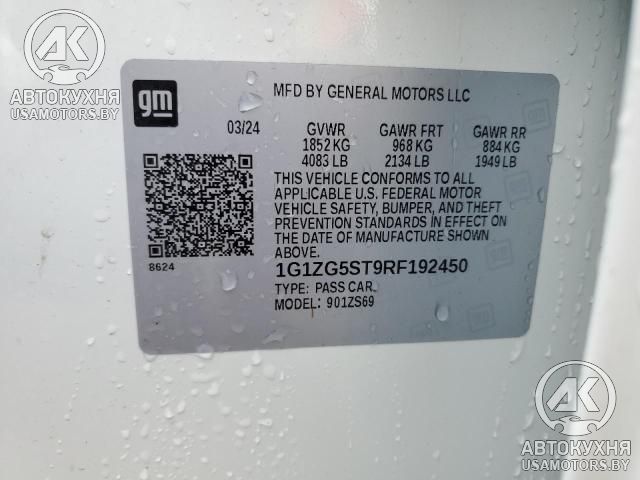 АВТОКУХНЯ
USAMOTORS.BY
gm
MFD BY GENERAL MOTORS LLC
03/24 GVWR GAWR FRT GAWR RR
1852 KG 968 KG 884 KG
4083 LB 2134 LB 1949 LB
THIS VEHICLE CONFORMS TO ALL
APPLICABLE U.S. FEDERAL MOTOR
VEHICLE SAFETY, BUMPER, AND THEFT
PREVENTION STANDARDS IN EFFECT ON
THE DATE OF MANUFACTURE SHOWN
ABOVE.
8624
1G1ZG5ST9RF192450
TYPE: PASS CAR
MODEL: 901ZS69
АВТОКУХНЯ
USAMOTORS.BY